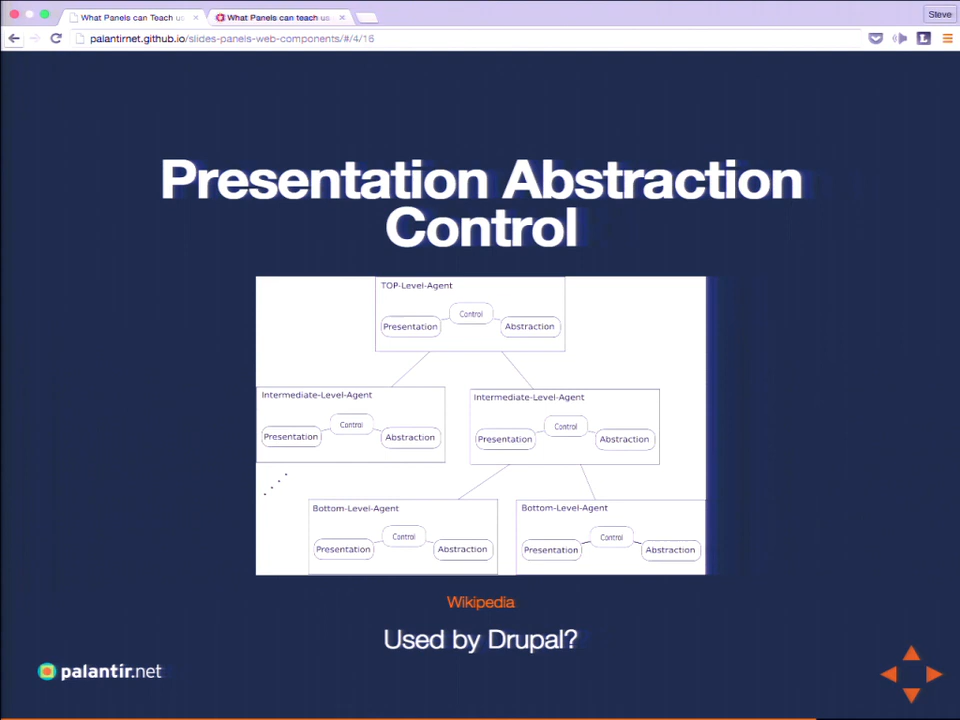 What Panels can Teach us
What Panels can teach us
Steve
palantirnet.github.io/slides-panels-web-components/#/4/16
Presentation Abstraction
Control
TOP-Level-Agent
Control
Presentation
Abstraction
Intermediate-Level-Agent
Control
Presentation
Abstraction
Intermediate-Level-Agent
Control
Presentation
Abstraction
Bottom-Level-Agent
Control
Presentation
Abstraction
Bottom-Level-Agent
Control
Presentation
Abstraction
Wikipedia
Used by Drupal?
palantir.net